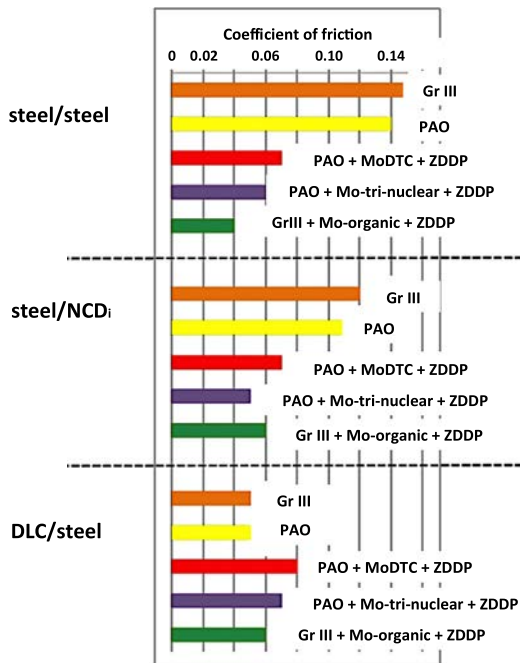 Coefficient of friction
0 0.02 0.06 0.10 0.14
steel/steel
Gr III
PAO
PAO + MoDTC + ZDDP
PAO + Mo-tri-nuclear + ZDDP
GrIII + Mo-organic + ZDDP
steel/NCDi
Gr III
PAO
PAO + MoDTC + ZDDP
PAO + Mo-tri-nuclear + ZDDP
Gr III + Mo-organic + ZDDP
DLC/steel
Gr III
PAO
PAO + MoDTC + ZDDP
PAO + Mo-tri-nuclear + ZDDP
Gr III + Mo-organic + ZDDP